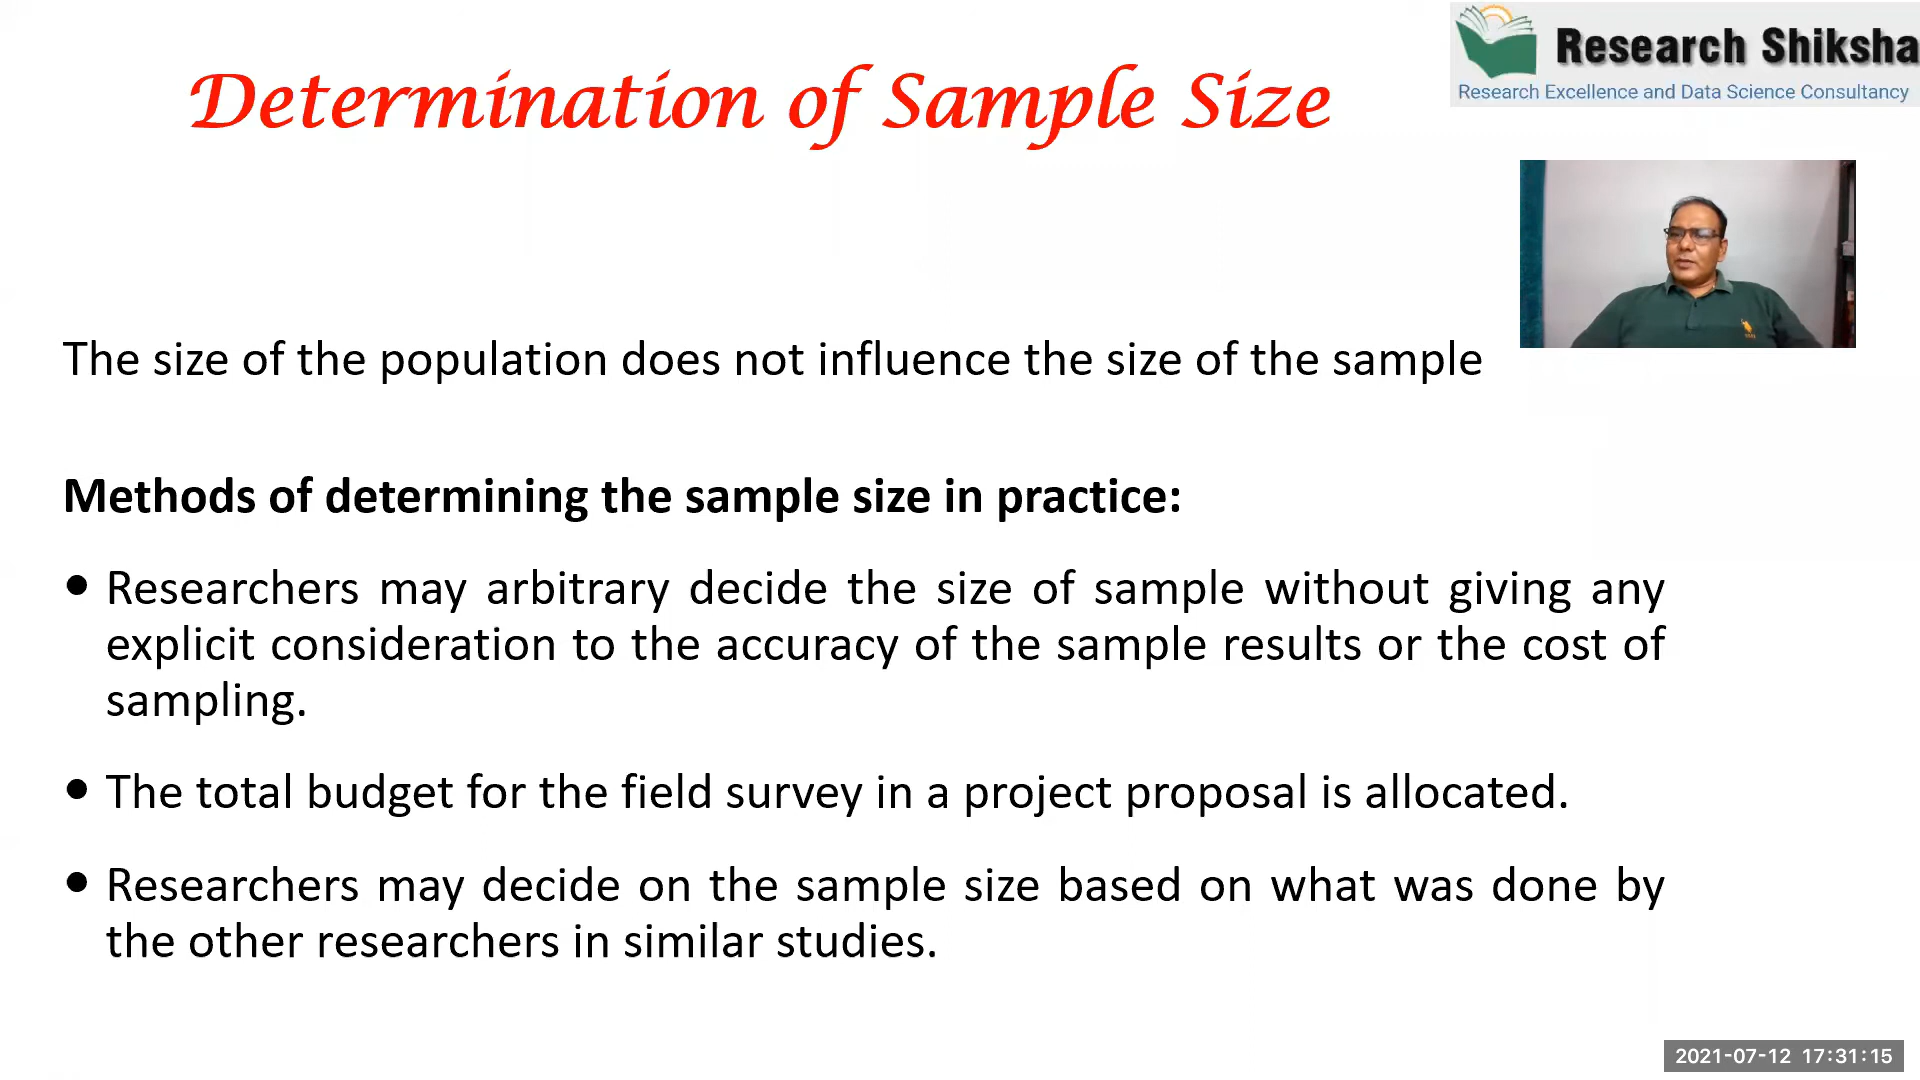 Research Shiksha
Research Excellence and Data Science Consultancy
Determination of Sample Size
The size of the population does not influence the size of the sample
Methods of determining the sample size in practice:
• Researchers may arbitrary decide the size of sample without giving any
explicit consideration to the accuracy of the sample results or the cost of
sampling.
• The total budget for the field survey in a project proposal is allocated.
• Researchers may decide on the sample size based on what was done by
the other researchers in similar studies.
2021-07-12 17:31:15